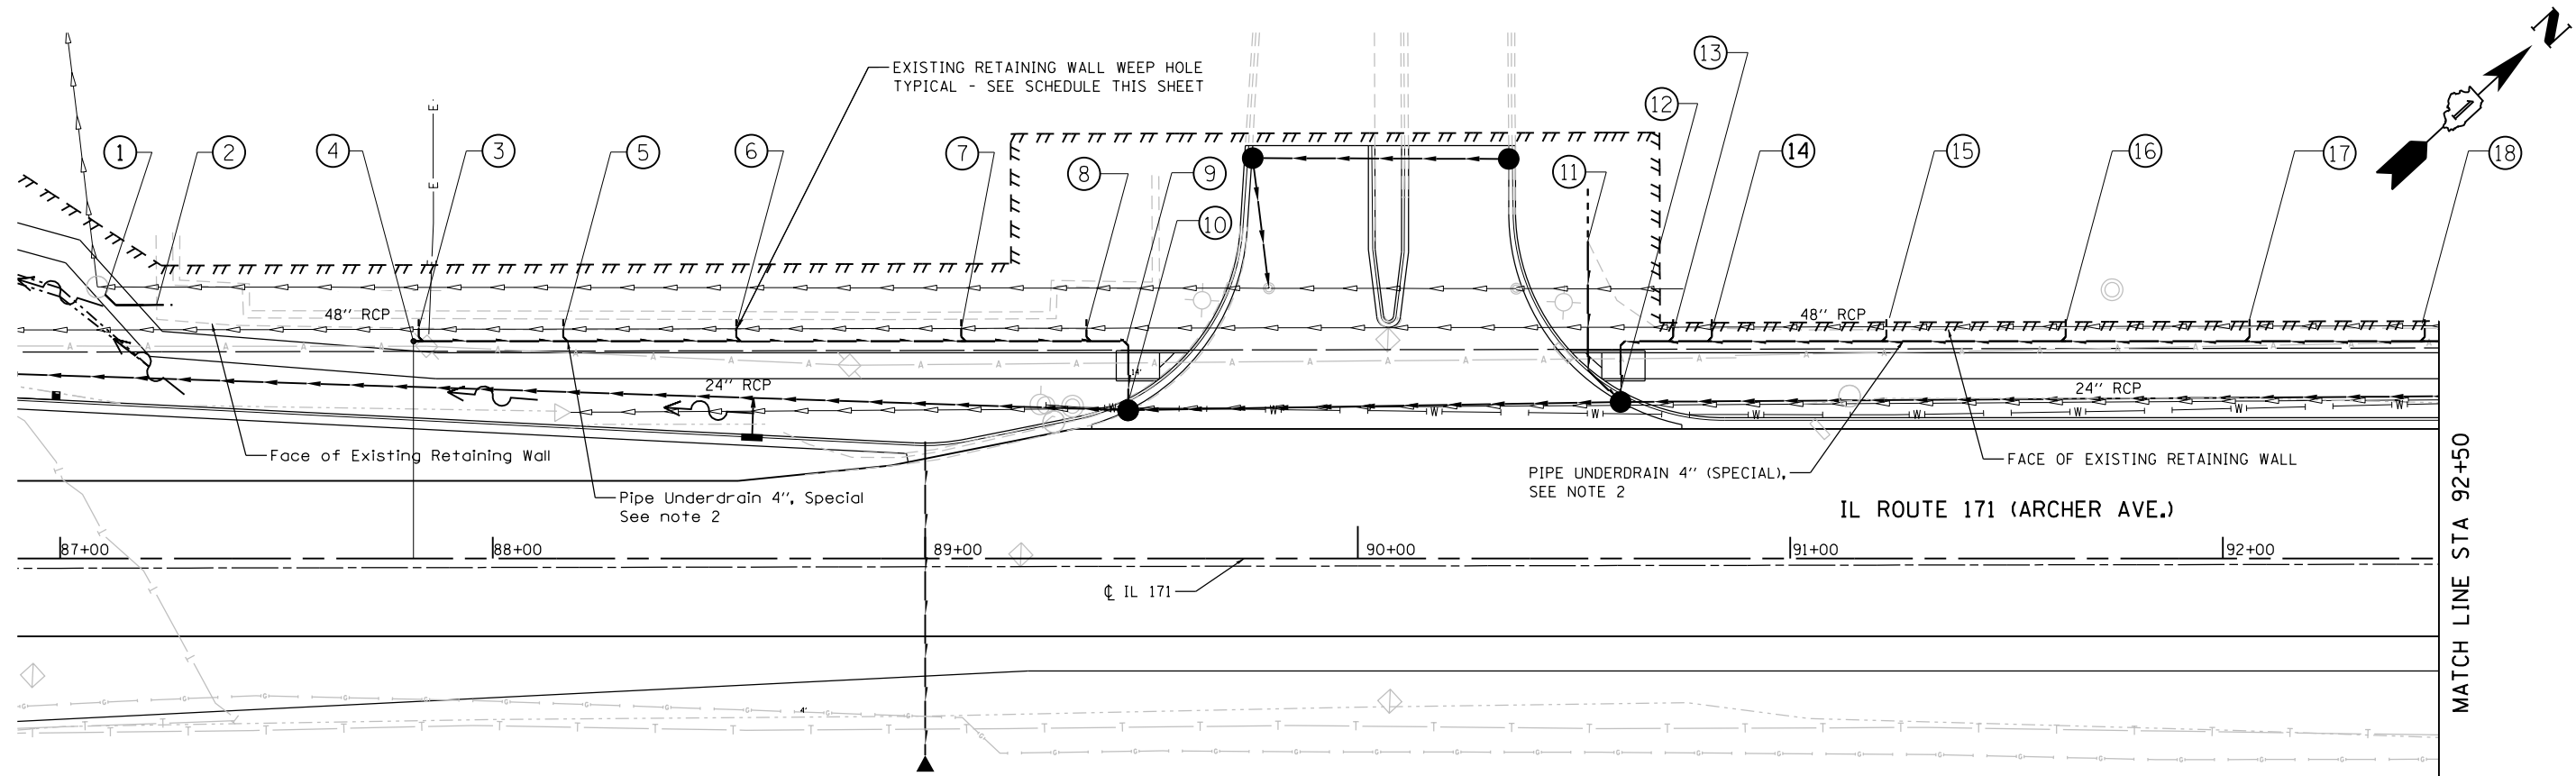 N
1
EXISTING RETAINING WALL WEEP HOLE
TYPICAL - SEE SCHEDULE THIS SHEET
13
12
1
2
4
3
5
6
7
8
9
10
11
14
15
16
17
18
E
E
48'' RCP
48'' RCP
14'
24'' RCP
24'' RCP
Face of Existing Retaining Wall
FACE OF EXISTING RETAINING WALL
PIPE UNDERDRAIN 4'' (SPECIAL),
SEE NOTE 2
Pipe Underdrain 4'', Special
See note 2
IL ROUTE 171 (ARCHER AVE.)
MATCH LINE STA 92+50
87+00
88+00
89+00
90+00
91+00
92+00
℄ IL 171
4'